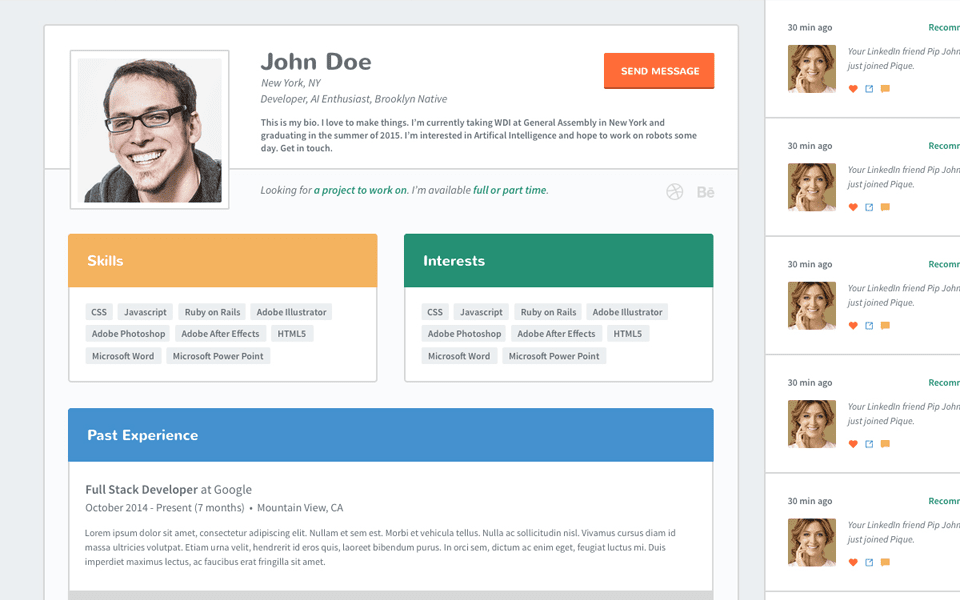 John Doe
SEND MESSAGE
New York, NY
Developer, AI Enthusiast, Brooklyn Native
This is my bio. I love to make things. I'm currently taking WDI at General Assembly in New York and
graduating in the summer of 2015. I'm interested in Artifical Intelligence and hope to work on robots some
day. Get in touch.
Looking for a project to work on. I'm available full or part time.
Bē
Skills
CSS Javascript Ruby on Rails Adobe Illustrator
Adobe Photoshop Adobe After Effects HTML5
Microsoft Word Microsoft Power Point
Interests
CSS Javascript Ruby on Rails Adobe Illustrator
Adobe Photoshop Adobe After Effects HTML5
Microsoft Word Microsoft Power Point
Past Experience
Full Stack Developer at Google
October 2014 - Present (7 months) • Mountain View, CA
Lorem ipsum dolor sit amet, consectetur adipiscing elit. Nullam et sem est. Morbi et vehicula tellus. Nulla ac sollicitudin nisl. Vivamus cursus diam id
massa ultricies volutpat. Etiam urna velit, hendrerit id eros quis, laoreet bibendum purus. In orci sem, dictum ac enim eget, feugiat luctus mi. Duis
imperdiet maximus lectus, ac faucibus erat fringilla sit amet.
30 min ago Recomm
Your LinkedIn friend Pip John
just joined Pique.
30 min ago Recomm
Your LinkedIn friend Pip John
just joined Pique.
30 min ago Recomm
Your LinkedIn friend Pip John
just joined Pique.
30 min ago Recomm
Your LinkedIn friend Pip John
just joined Pique.
30 min ago Recomm
Your LinkedIn friend Pip John
just joined Pique.